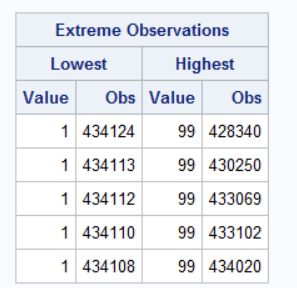 Extreme Observations
Lowest Highest
Value Obs Value Obs
1 434124 99 428340
1 434113 99 430250
1 434112 99 433069
1 434110 99 433102
1 434108 99 434020